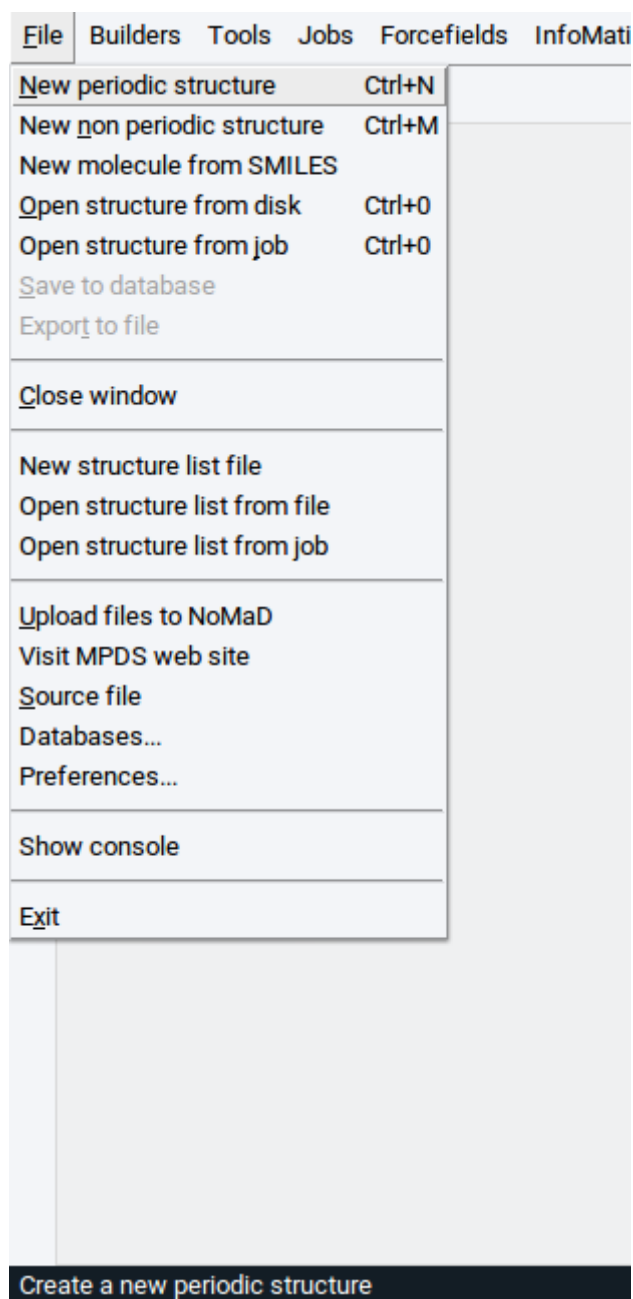 File Builders Tools Jobs Forcefields InfoMati
New periodic structure Ctrl+N
New non periodic structure Ctrl+M
New molecule from SMILES
Open structure from disk Ctrl+0
Open structure from job Ctrl+0
Save to database
Export to file
Close window
New structure list file
Open structure list from file
Open structure list from job
Upload files to NoMaD
Visit MPDS web site
Source file
Databases...
Preferences...
Show console
Exit
Create a new periodic structure